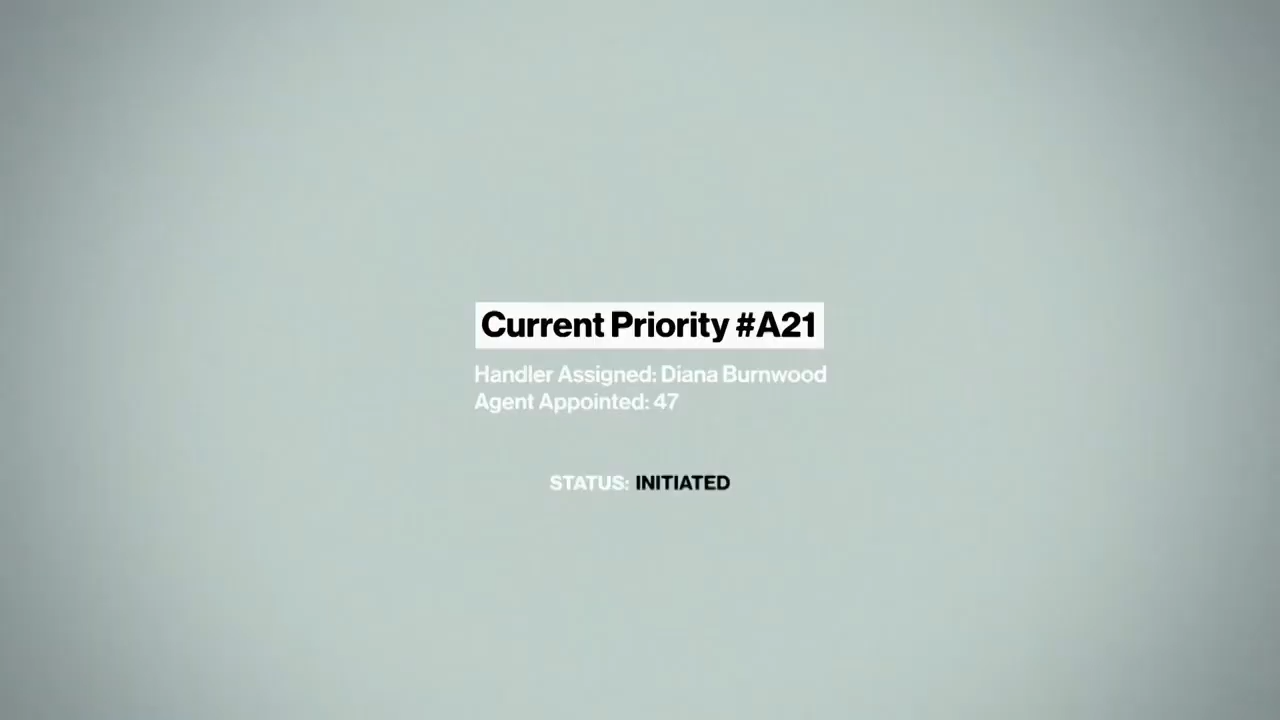 Current Priority #A21
Handler Assigned: Diana Burnwood
Agent Appointed: 47
STATUS: INITIATED